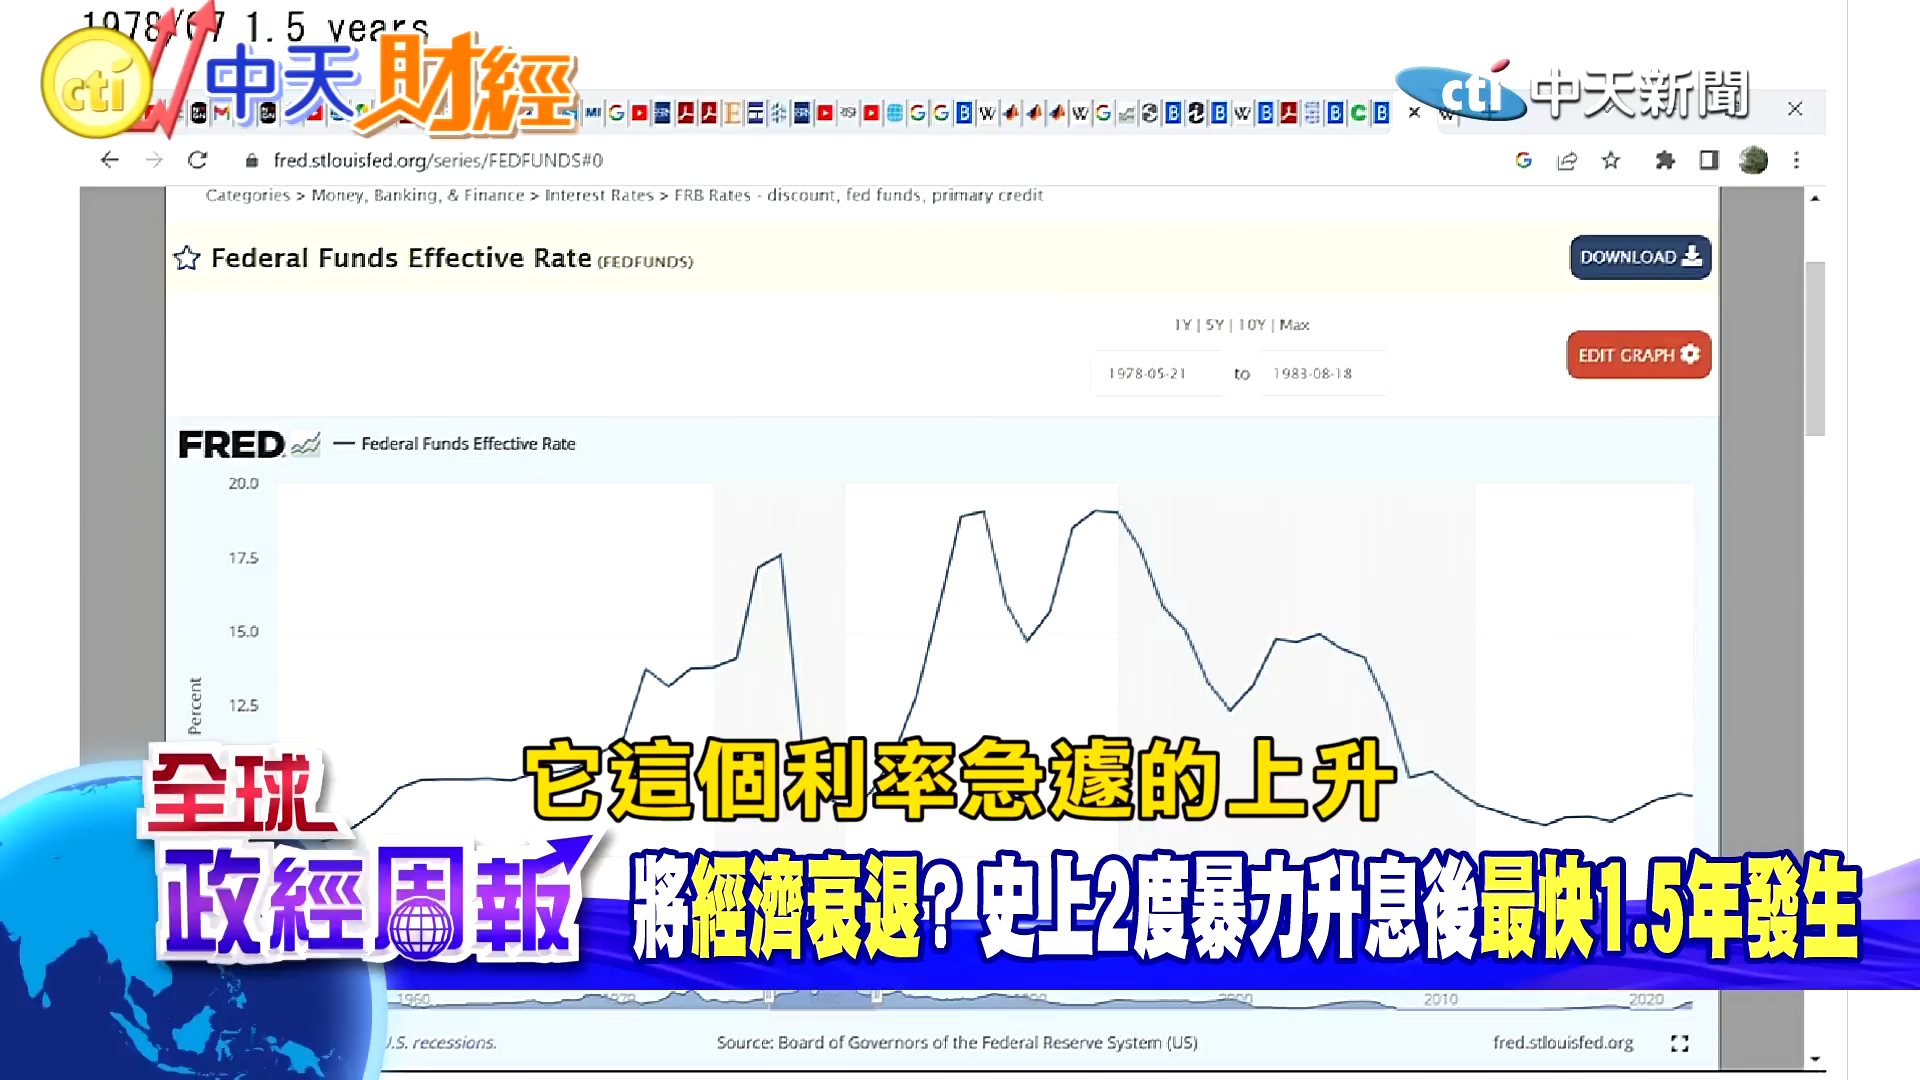 1978/07 1.5 years
cti 中天財經
cti 中天新聞
fred.stlouisfed.org/series/FEDFUNDS#0
Categories > Money, Banking, & Finance > Interest Rates > FRB Rates - discount, fed funds, primary credit
Federal Funds Effective Rate (FEDFUNDS)
DOWNLOAD
1Y | 5Y | 10Y | Max
1978-05-21 to 1983-08-18
EDIT GRAPH
FRED — Federal Funds Effective Rate
20.0
17.5
15.0
12.5
Percent
它這個利率急遽的上升
全球
政經周報
將經濟衰退? 史上2度暴力升息後最快1.5年發生
1960 1970 2000 2010 2020
U.S. recessions.
Source: Board of Governors of the Federal Reserve System (US)
fred.stlouisfed.org